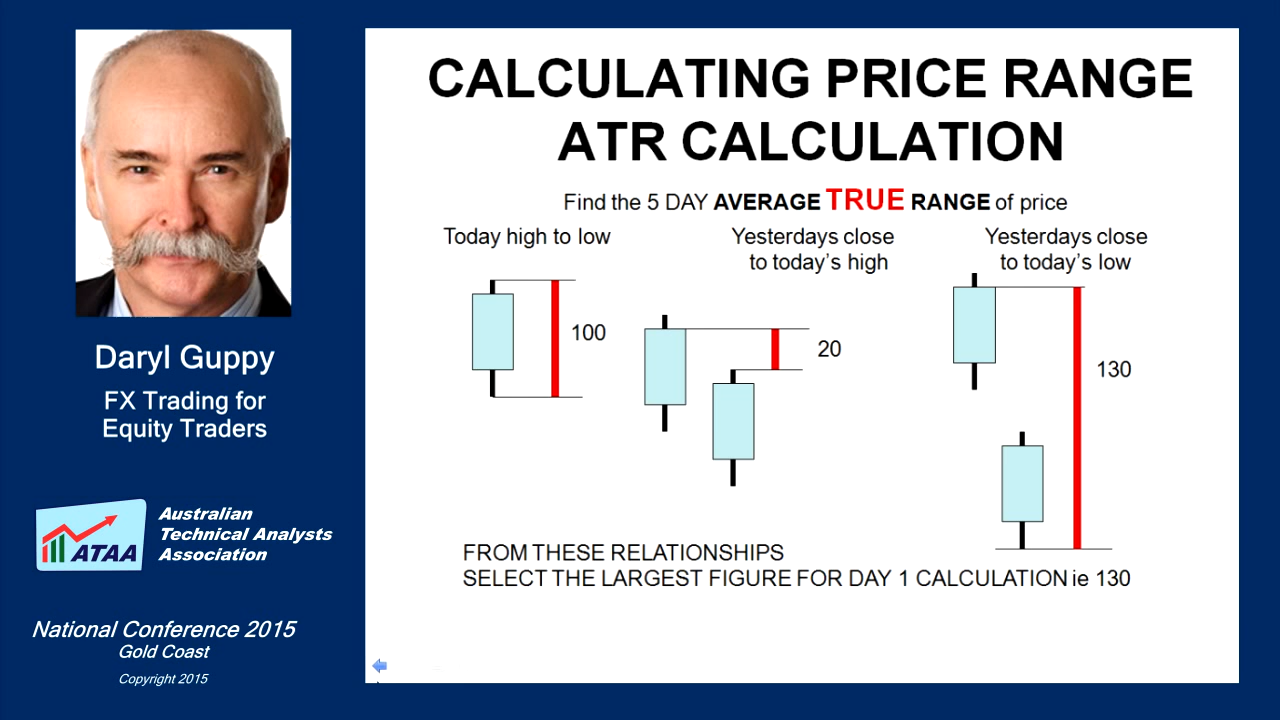 CALCULATING PRICE RANGE
ATR CALCULATION
Find the 5 DAY AVERAGE TRUE RANGE of price
Today high to low
Yesterdays close
to today's high
Yesterdays close
to today's low
100
20
130
FROM THESE RELATIONSHIPS
SELECT THE LARGEST FIGURE FOR DAY 1 CALCULATION ie 130
Daryl Guppy
FX Trading for
Equity Traders
ATAA
Australian
Technical Analysts
Association
National Conference 2015
Gold Coast
Copyright 2015